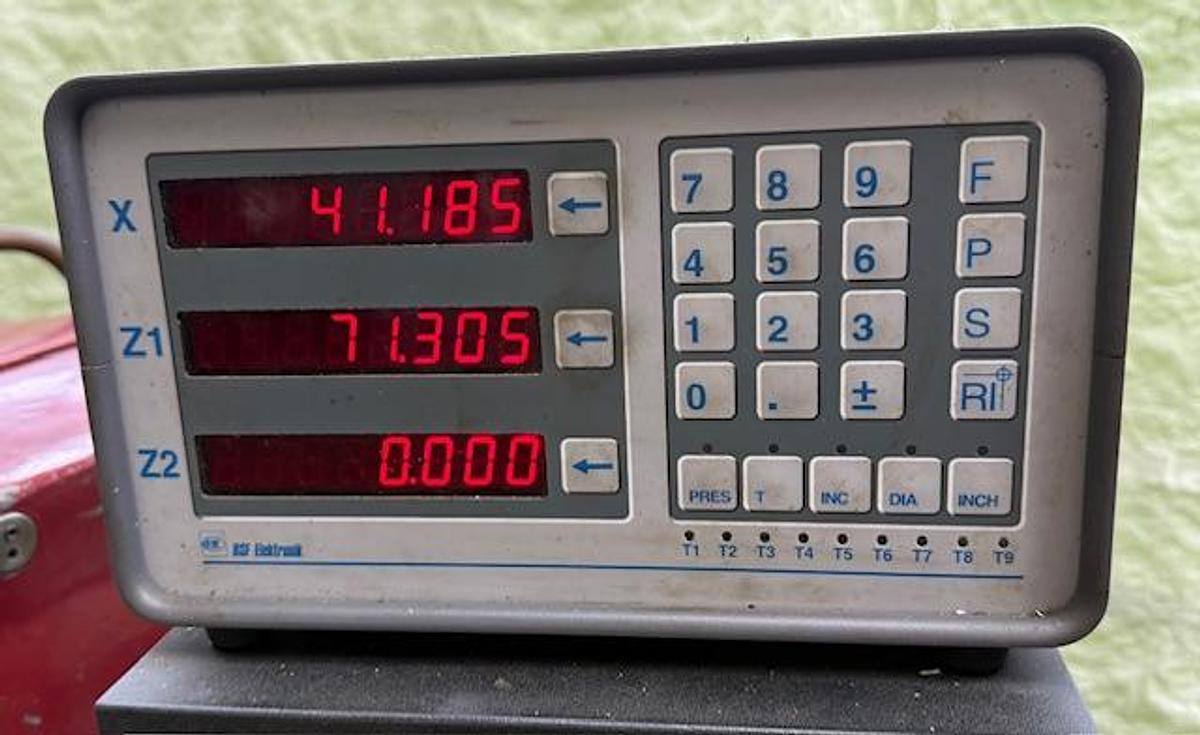 X 41.185 ←
Z1 71.305 ←
Z2 0.000 ←
BSF Elektronik
7 8 9 F
4 5 6 P
1 2 3 S
0 . ± RI
PRES T INC DIA INCH
T1 T2 T3 T4 T5 T6 T7 T8 T9